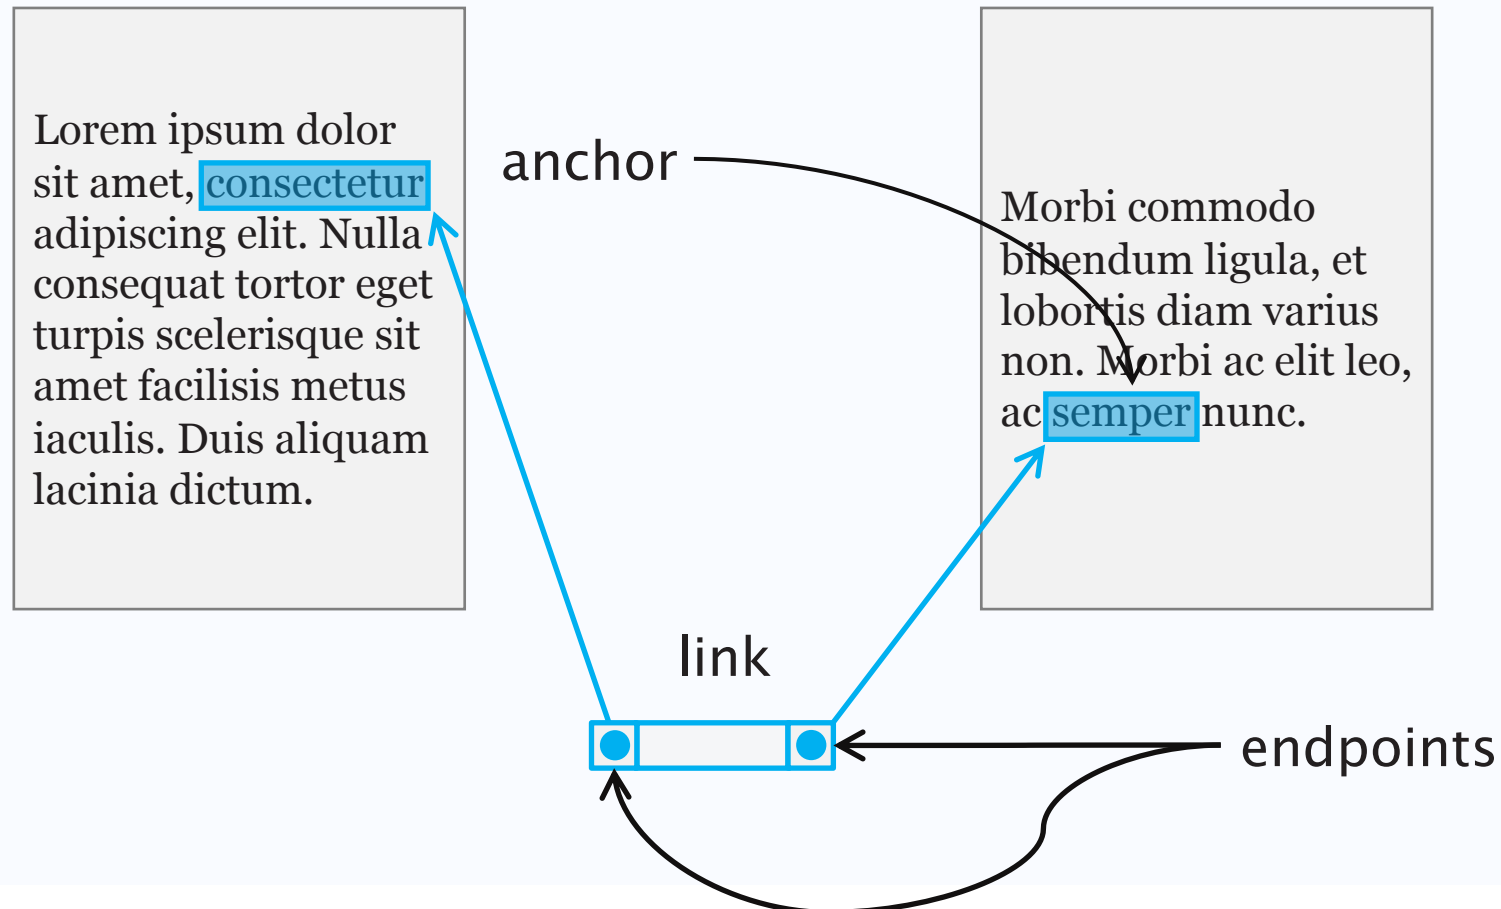 Lorem ipsum dolor
sit amet, consectetur
adipiscing elit. Nulla
consequat tortor eget
turpis scelerisque sit
amet facilisis metus
iaculis. Duis aliquam
lacinia dictum.
anchor
Morbi commodo
bibendum ligula, et
lobortis diam varius
non. Morbi ac elit leo,
ac semper nunc.
link
endpoints